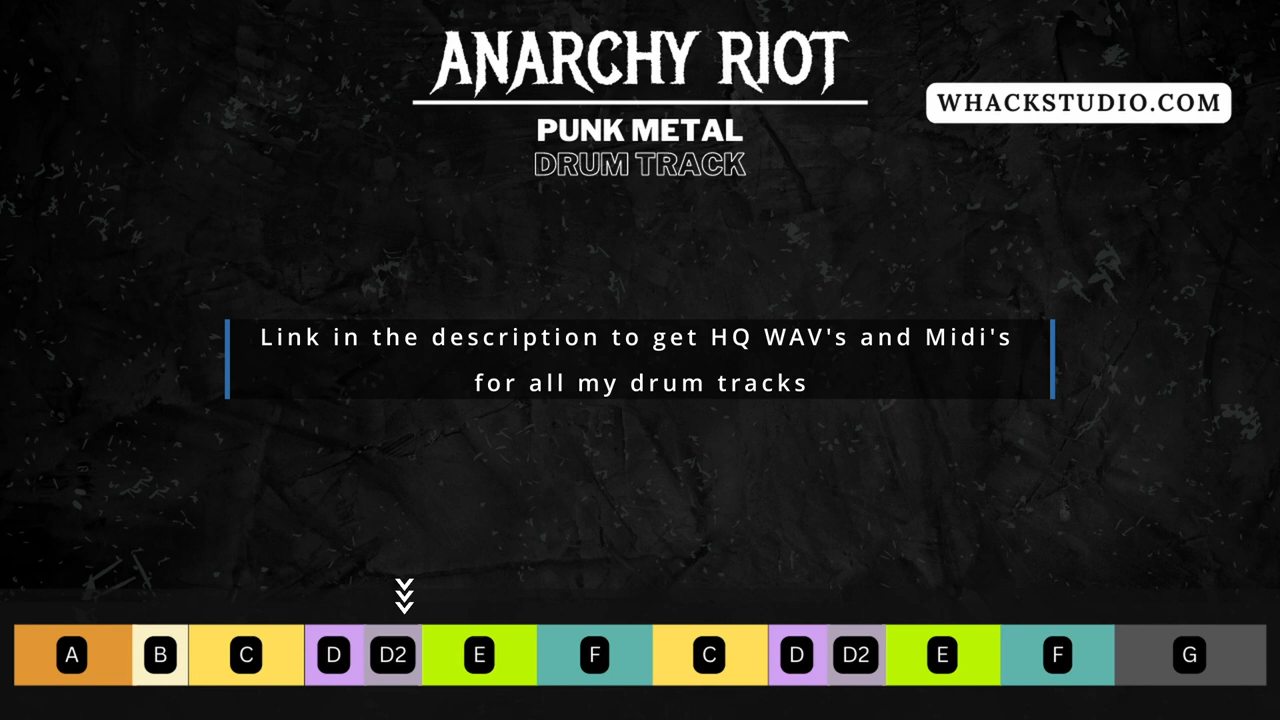 ANARCHY RIOT
WHACKSTUDIO.COM
PUNK METAL
DRUM TRACK
Link in the description to get HQ WAV's and Midi's
for all my drum tracks
A B C D D2 E F C D D2 E F G